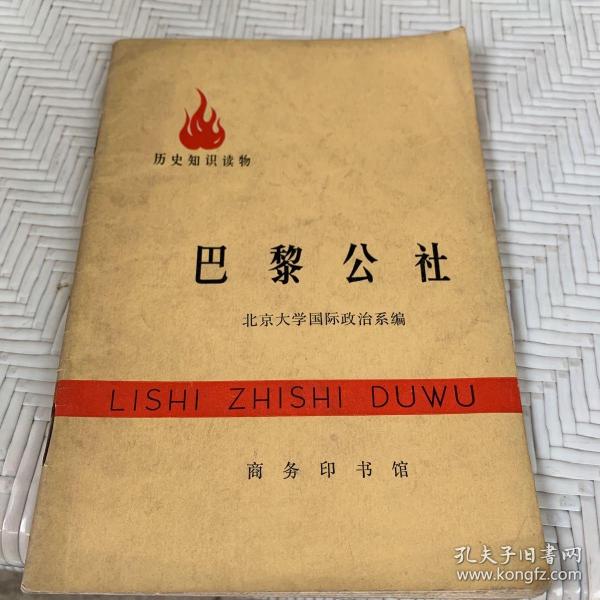 历史知识读物
巴黎公社
北京大学国际政治系编
LISHI ZHISHI DUWU
商务印书馆
孔夫子旧书网
www.kongfz.com